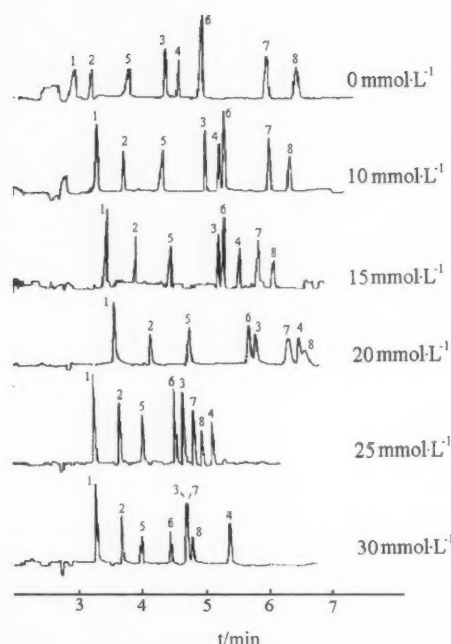 1 2 5 3 4 6 7 8 0 mmol·L⁻¹
1 2 5 3 4 6 7 8 10 mmol·L⁻¹
1 2 5 3 6 4 7 8 15 mmol·L⁻¹
1 2 5 6 3 7 4 8 20 mmol·L⁻¹
1 2 5 6 3 7 8 4 25 mmol·L⁻¹
1 2 5 6 3 7 8 4 30 mmol·L⁻¹
3 4 5 6 7
t/min